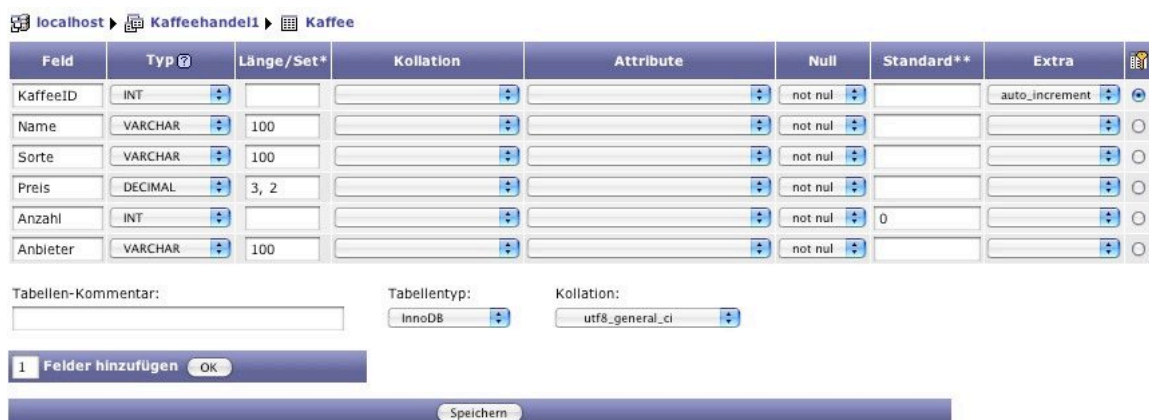 localhost Kaffeehandel1 Kaffee
Feld Typ Länge/Set* Kollation Attribute Null Standard** Extra
KaffeeID INT not nul auto_increment
Name VARCHAR 100 not nul
Sorte VARCHAR 100 not nul
Preis DECIMAL 3, 2 not nul
Anzahl INT not nul 0
Anbieter VARCHAR 100 not nul
Tabellen-Kommentar: Tabellentyp: Kollation:
InnoDB utf8_general_ci
1 Felder hinzufügen OK
Speichern